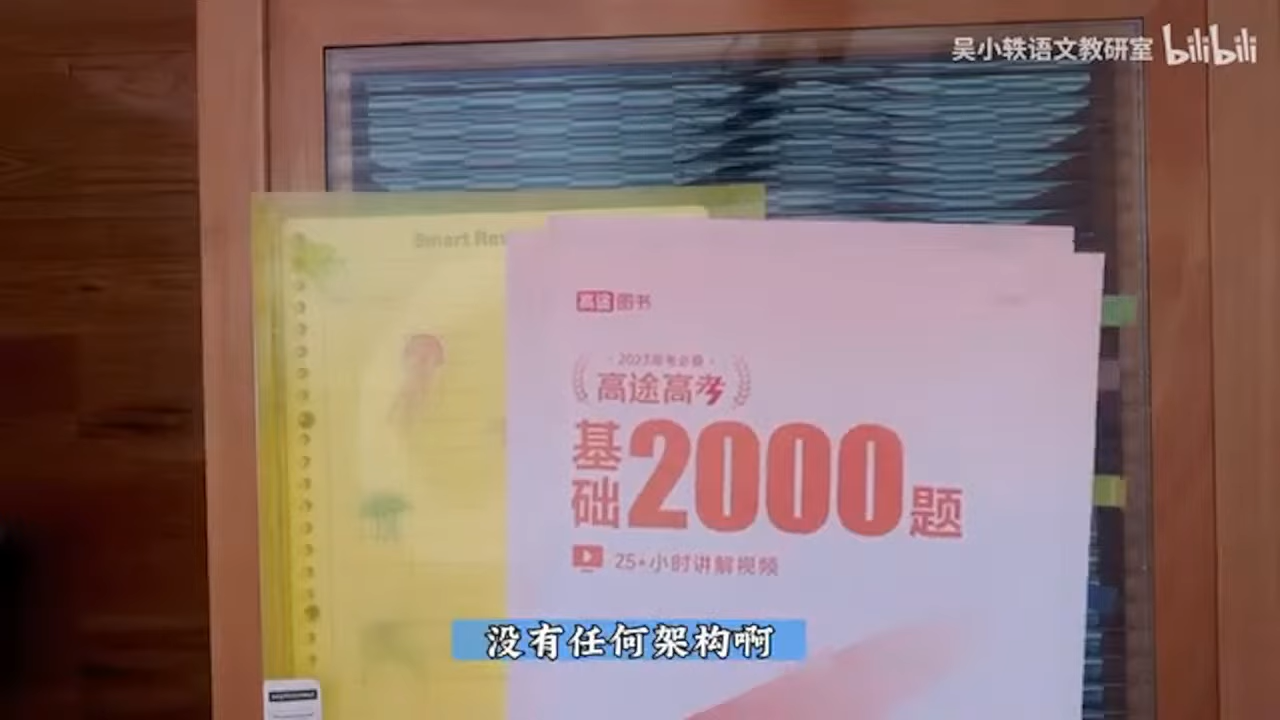 吴小轶语文教研室 bilibili
Smart
高途图书
高途高考
基础2000题
25+小时讲解视频
没有任何架构啊